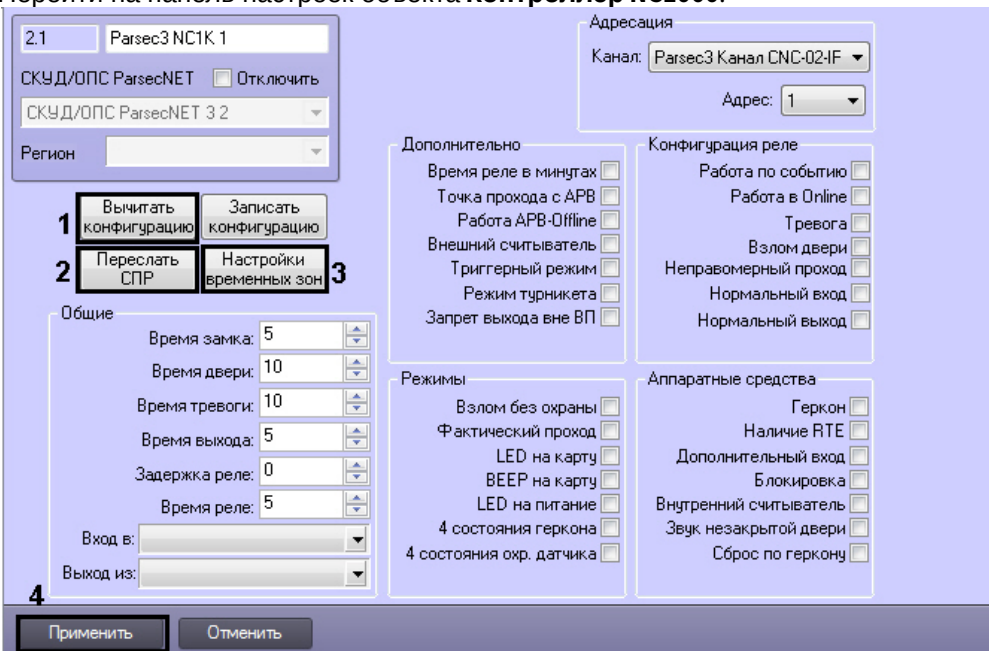 Перейти на панель настроек объекта Контроллер NC2000.
2.1 Parsec3 NC1K 1
СКУД/ОПС ParsecNET Отключить
СКУД/ОПС ParsecNET 3 2
Регион
Адресация
Канал: Parsec3 Канал CNC-02-IF
Адрес: 1
1 Вычитать конфигурацию
Записать конфигурацию
2 Переслать СПР
Настройки временных зон 3
Общие
Время замка: 5
Время двери: 10
Время тревоги: 10
Время выхода: 5
Задержка реле: 0
Время реле: 5
Вход в:
Выход из:
Дополнительно
Время реле в минутах
Точка прохода с APB
Работа APB-Offline
Внешний считыватель
Триггерный режим
Режим турникета
Запрет выхода вне ВП
Конфигурация реле
Работа по событию
Работа в Online
Тревога
Взлом двери
Неправомерный проход
Нормальный вход
Нормальный выход
Режимы
Взлом без охраны
Фактический проход
LED на карту
BEEP на карту
LED на питание
4 состояния геркона
4 состояния охр. датчика
Аппаратные средства
Геркон
Наличие RTE
Дополнительный вход
Блокировка
Внутренний считыватель
Звук незакрытой двери
Сброс по геркону
4
Применить Отменить